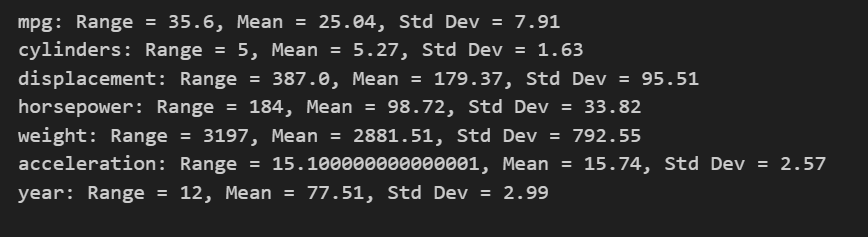 mpg: Range = 35.6, Mean = 25.04, Std Dev = 7.91
cylinders: Range = 5, Mean = 5.27, Std Dev = 1.63
displacement: Range = 387.0, Mean = 179.37, Std Dev = 95.51
horsepower: Range = 184, Mean = 98.72, Std Dev = 33.82
weight: Range = 3197, Mean = 2881.51, Std Dev = 792.55
acceleration: Range = 15.100000000000001, Mean = 15.74, Std Dev = 2.57
year: Range = 12, Mean = 77.51, Std Dev = 2.99